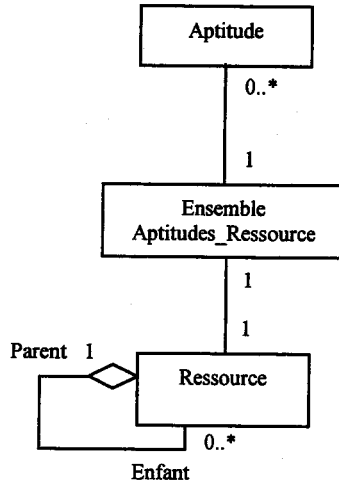 Aptitude
0..*
1
Ensemble
Aptitudes_Ressource
1
1
Parent 1
Ressource
0..*
Enfant